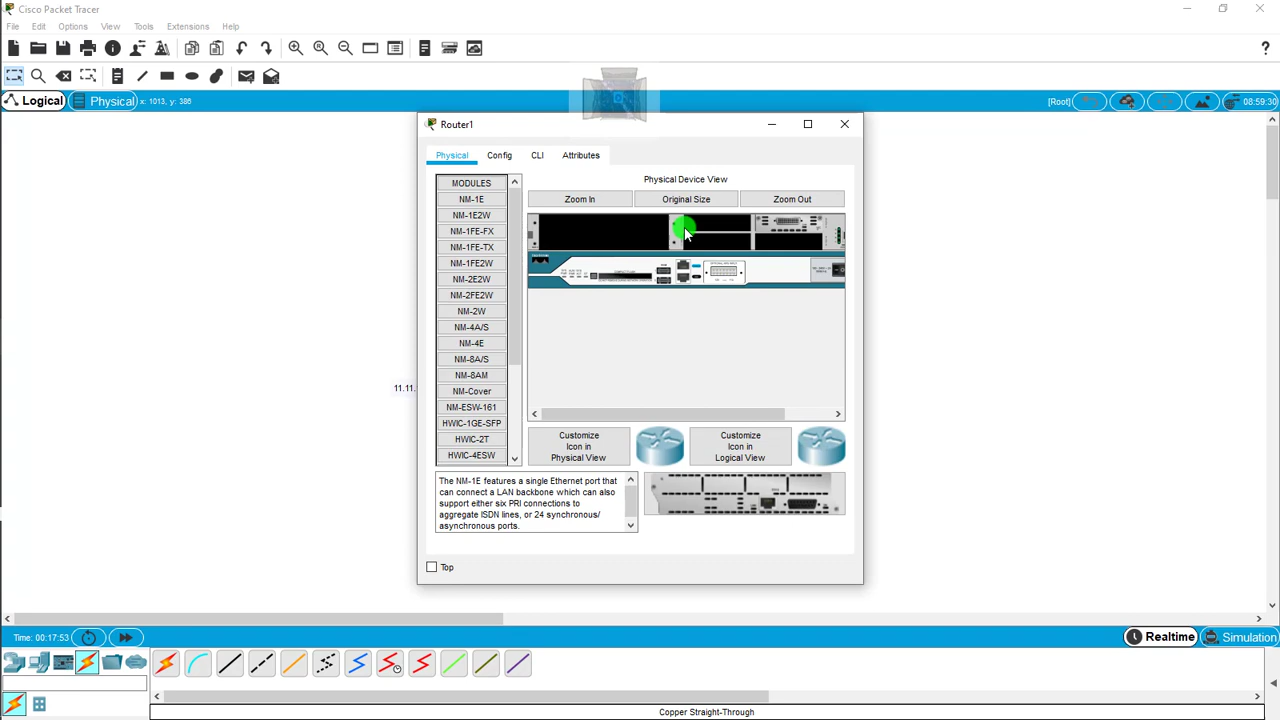 Cisco Packet Tracer
File Edit Options View Tools Extensions Help
Logical Physical x: 1013, y: 386 [Root] 08:59:30
Router1
Physical Config CLI Attributes
MODULES
NM-1E
NM-1E2W
NM-1FE-FX
NM-1FE-TX
NM-1FE2W
NM-2E2W
NM-2FE2W
NM-2W
NM-4A/S
NM-4E
NM-8A/S
NM-8AM
NM-Cover
NM-ESW-161
HWIC-1GE-SFP
HWIC-2T
HWIC-4ESW
Physical Device View
Zoom In Original Size Zoom Out
11.11.
Customize
Icon in
Physical View
Customize
Icon in
Logical View
The NM-1E features a single Ethernet port that
can connect a LAN backbone which can also
support either six PRI connections to
aggregate ISDN lines, or 24 synchronous/
asynchronous ports.
Top
Time: 00:17:53 Realtime Simulation
Copper Straight-Through